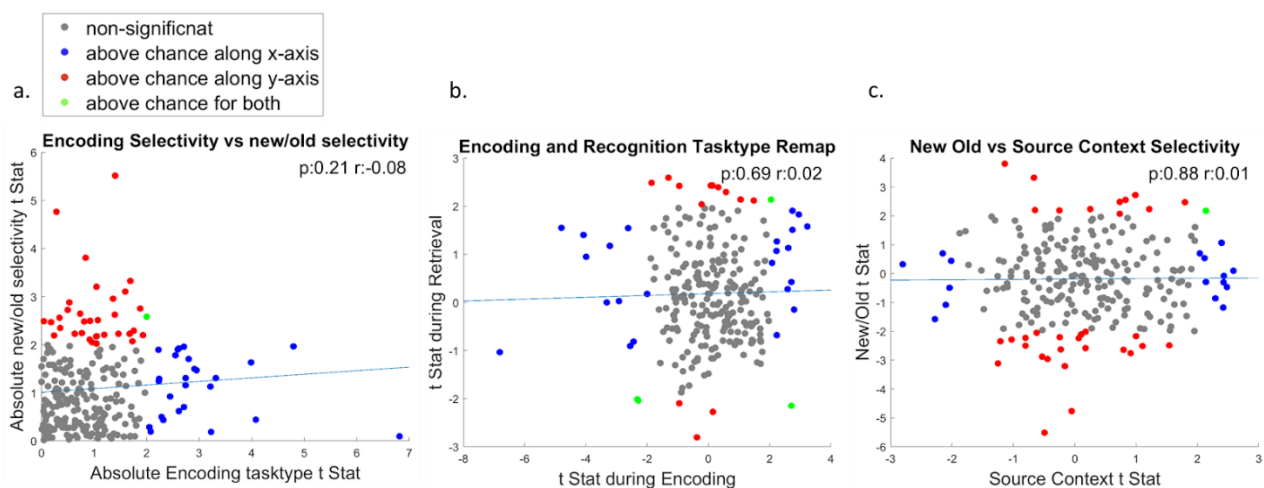 non-significnat
above chance along x-axis
above chance along y-axis
above chance for both
a.
Encoding Selectivity vs new/old selectivity
p:0.21 r:-0.08
Absolute new/old selectivity t Stat
6
5
4
3
2
1
0
0 1 2 3 4 5 6 7
Absolute Encoding tasktype t Stat
b.
Encoding and Recognition Tasktype Remap
p:0.69 r:0.02
t Stat during Retrieval
3
2
1
0
-1
-2
-3
-8 -6 -4 -2 0 2 4
t Stat during Encoding
c.
New Old vs Source Context Selectivity
p:0.88 r:0.01
New/Old t Stat
4
3
2
1
0
-1
-2
-3
-4
-5
-6
-3 -2 -1 0 1 2 3
Source Context t Stat